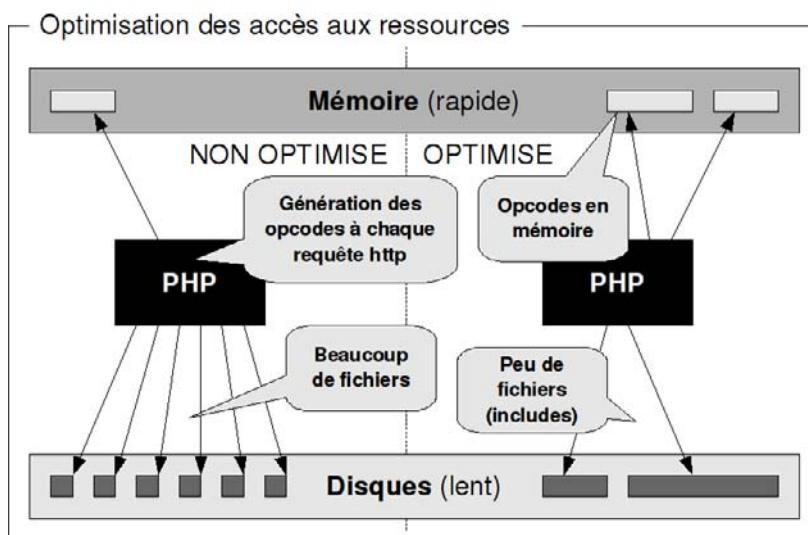 Optimisation des accès aux ressources
Mémoire (rapide)
NON OPTIMISE
OPTIMISE
Génération des
opcodes à chaque
requête http
Opcodes en
mémoire
PHP
PHP
Beaucoup
de fichiers
Peu de
fichiers
(includes)
Disques (lent)